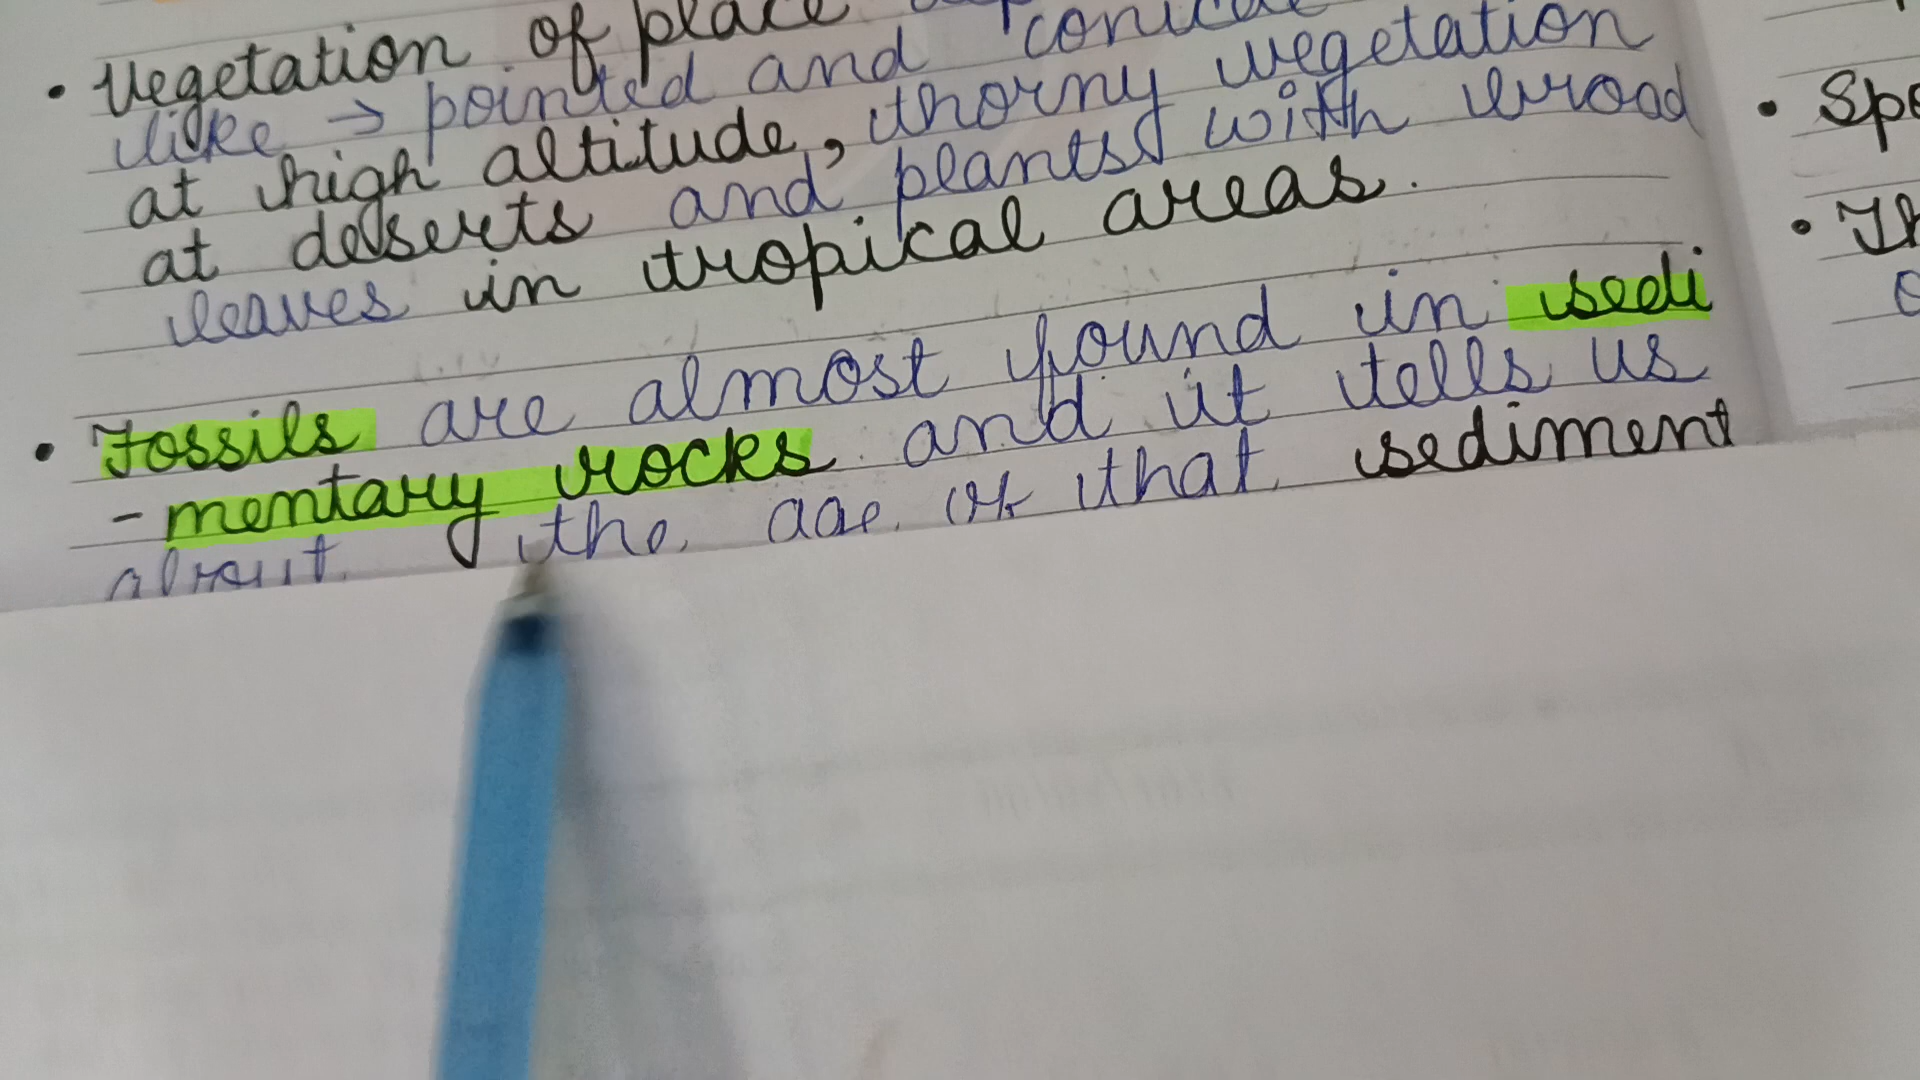 • Vegetation of place
like → pointed and conical
at high altitude, thorny vegetation
at deserts and plants with broad
leaves in tropical areas.
• Fossils are almost found in sedi
- mentary rocks and it tells us
about the age of that sediment
• Spe
• Th